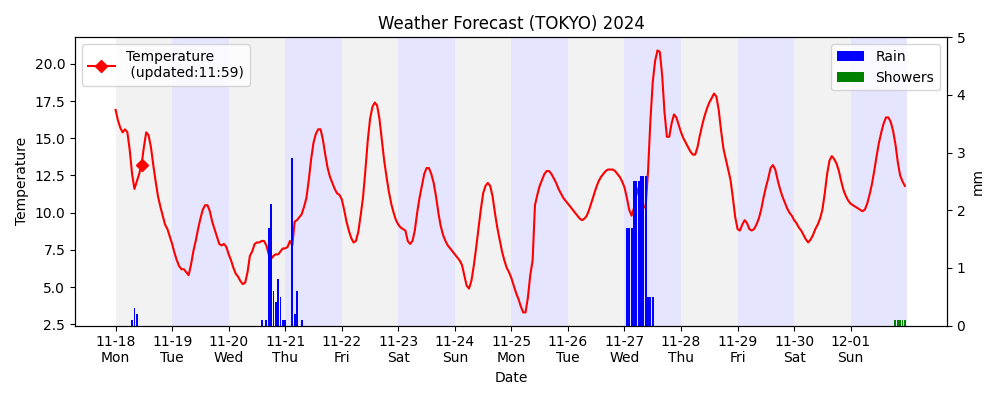 Weather Forecast (TOKYO) 2024
Temperature
(updated:11:59)
Rain
Showers
Temperature
20.0
17.5
15.0
12.5
10.0
7.5
5.0
2.5
5
4
3
2
1
0
mm
11-18 11-19 11-20 11-21 11-22 11-23 11-24 11-25 11-26 11-27 11-28 11-29 11-30 12-01
Mon Tue Wed Thu Fri Sat Sun Mon Tue Wed Thu Fri Sat Sun
Date